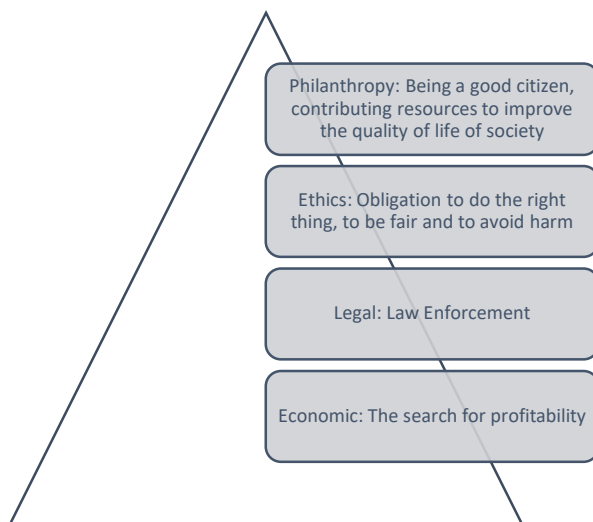 Philanthropy: Being a good citizen,
contributing resources to improve
the quality of life of society
Ethics: Obligation to do the right
thing, to be fair and to avoid harm
Legal: Law Enforcement
Economic: The search for profitability